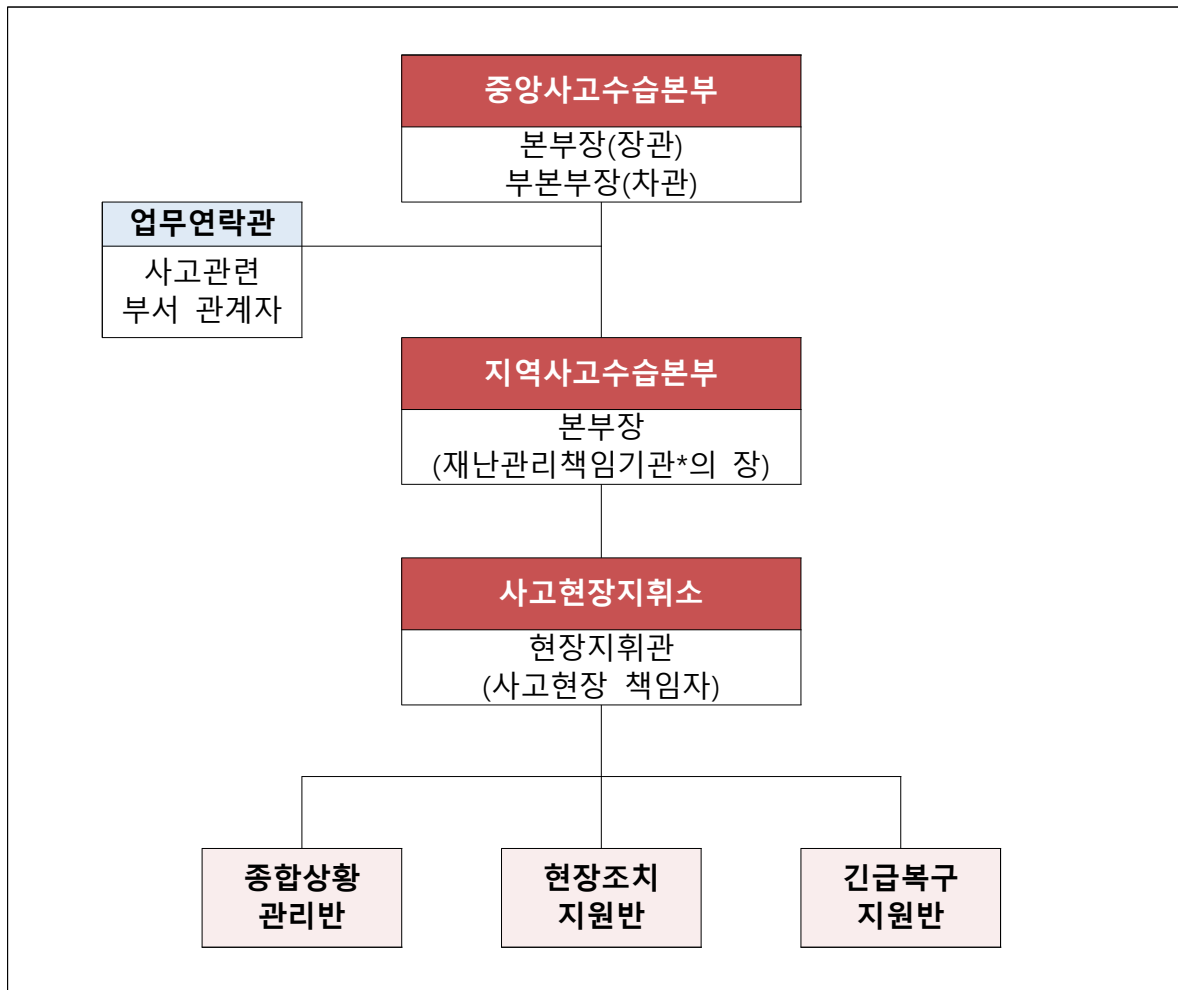 중앙사고수습본부
본부장(장관)
부본부장(차관)
업무연락관
사고관련
부서 관계자
지역사고수습본부
본부장
(재난관리책임기관*의 장)
사고현장지휘소
현장지휘관
(사고현장 책임자)
종합상황
관리반
현장조치
지원반
긴급복구
지원반